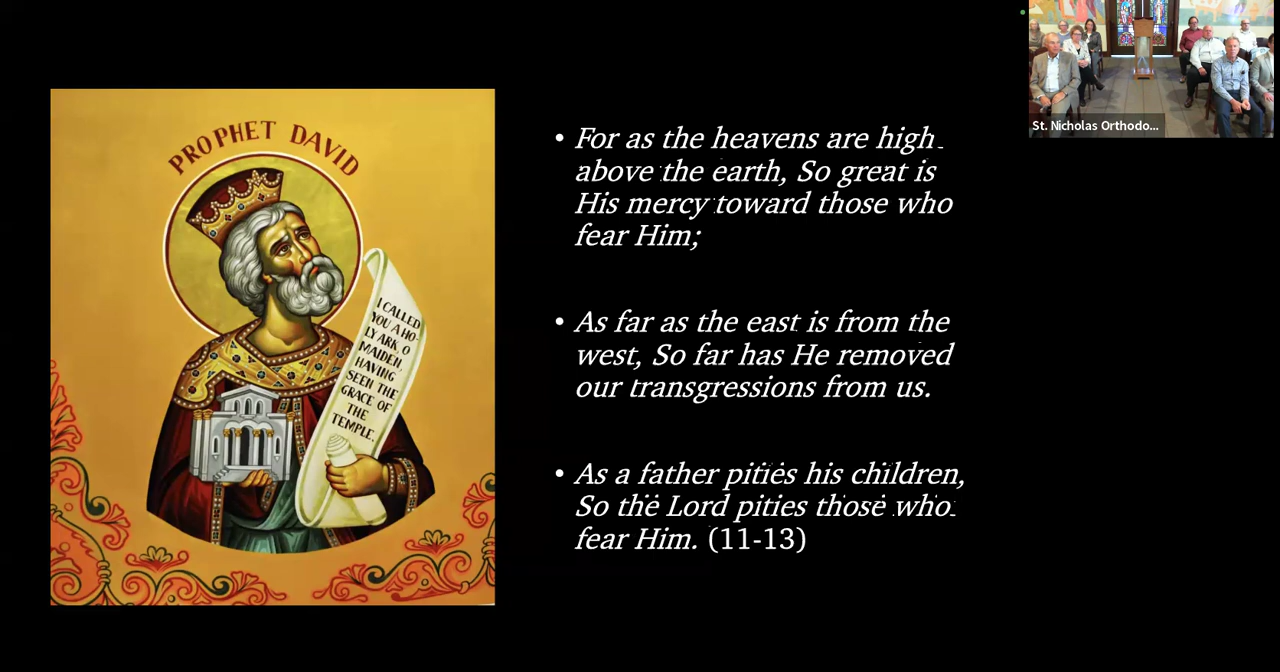 PROPHET DAVID
I CALLED
YOU A HO-
LY ARK, O
MAIDEN,
HAVING
SEEN THE
GRACE OF
THE
TEMPLE.
• For as the heavens are high
above the earth, So great is
His mercy toward those who
fear Him;
• As far as the east is from the
west, So far has He removed
our transgressions from us.
• As a father pities his children,
So the Lord pities those who
fear Him. (11-13)
St. Nicholas Orthodo...